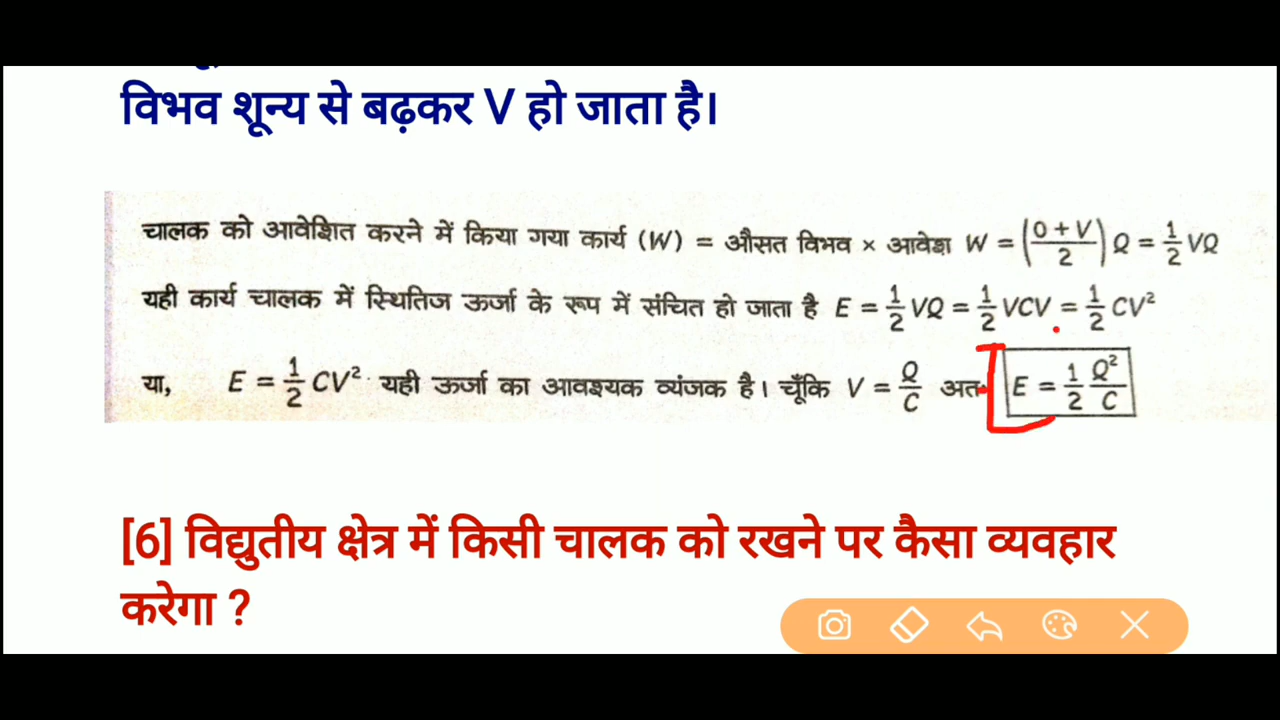 विभव शून्य से बढ़कर V हो जाता है।
चालक को आवेशित करने में किया गया कार्य (W) = औसत विभव × आवेश W = (0 + V / 2) Q = 1/2 VQ
यही कार्य चालक में स्थितिज ऊर्जा के रूप में संचित हो जाता है E = 1/2 VQ = 1/2 VCV = 1/2 CV²
या, E = 1/2 CV² यही ऊर्जा का आवश्यक व्यंजक है। चूँकि V = Q/C अत E = 1/2 Q²/C
[6] विद्युतीय क्षेत्र में किसी चालक को रखने पर कैसा व्यवहार
करेगा ?